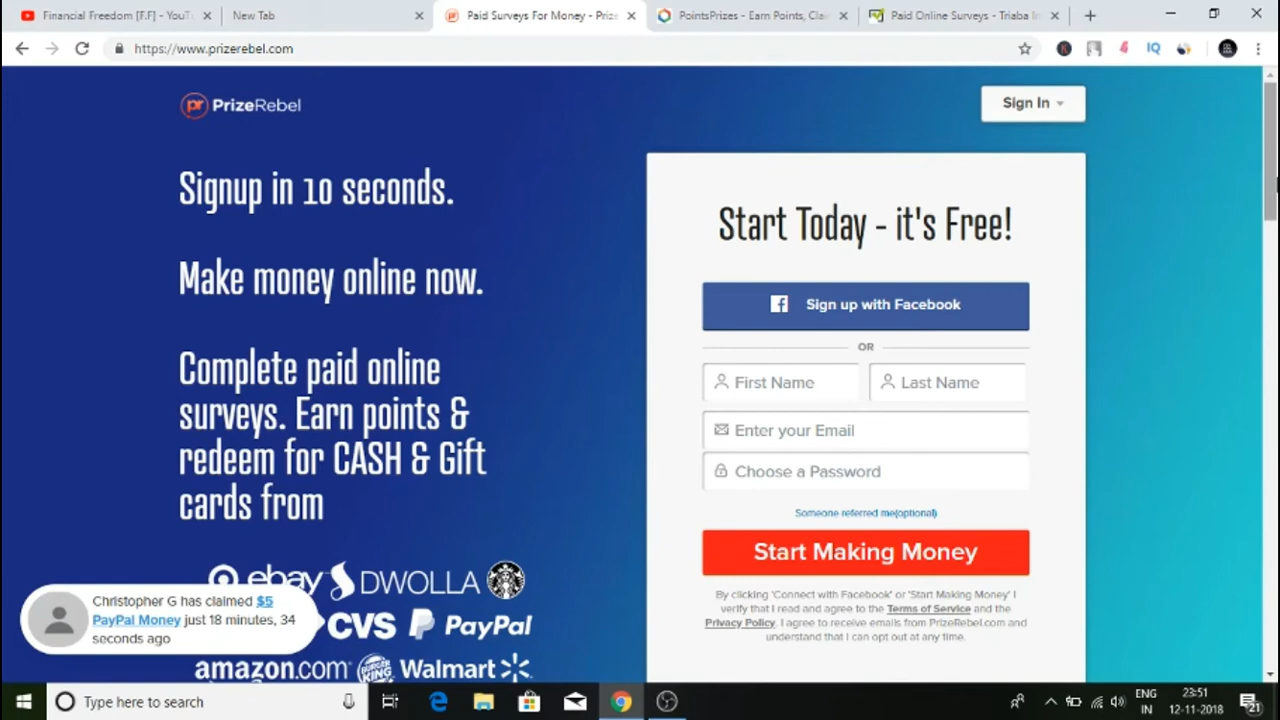 Financial Freedom [F.F] - YouTu
New Tab
Paid Surveys For Money - Prize
PointsPrizes - Earn Points, Clai
Paid Online Surveys - Triaba In
https://www.prizerebel.com
IQ
pr PrizeRebel
Sign In
Signup in 10 seconds.
Make money online now.
Complete paid online
surveys. Earn points &
redeem for CASH & Gift
cards from
ebay DWOLLA
CVS PayPal
amazon.com BURGER KING Walmart
Christopher G has claimed $5
PayPal Money just 18 minutes, 34
seconds ago
Start Today - it's Free!
Sign up with Facebook
OR
First Name Last Name
Enter your Email
Choose a Password
Someone referred me(optional)
Start Making Money
By clicking 'Connect with Facebook' or 'Start Making Money' I
verify that I read and agree to the Terms of Service and the
Privacy Policy. I agree to receive emails from PrizeRebel.com and
understand that I can opt out at any time.
Type here to search
ENG
IN
23:51
12-11-2018
21